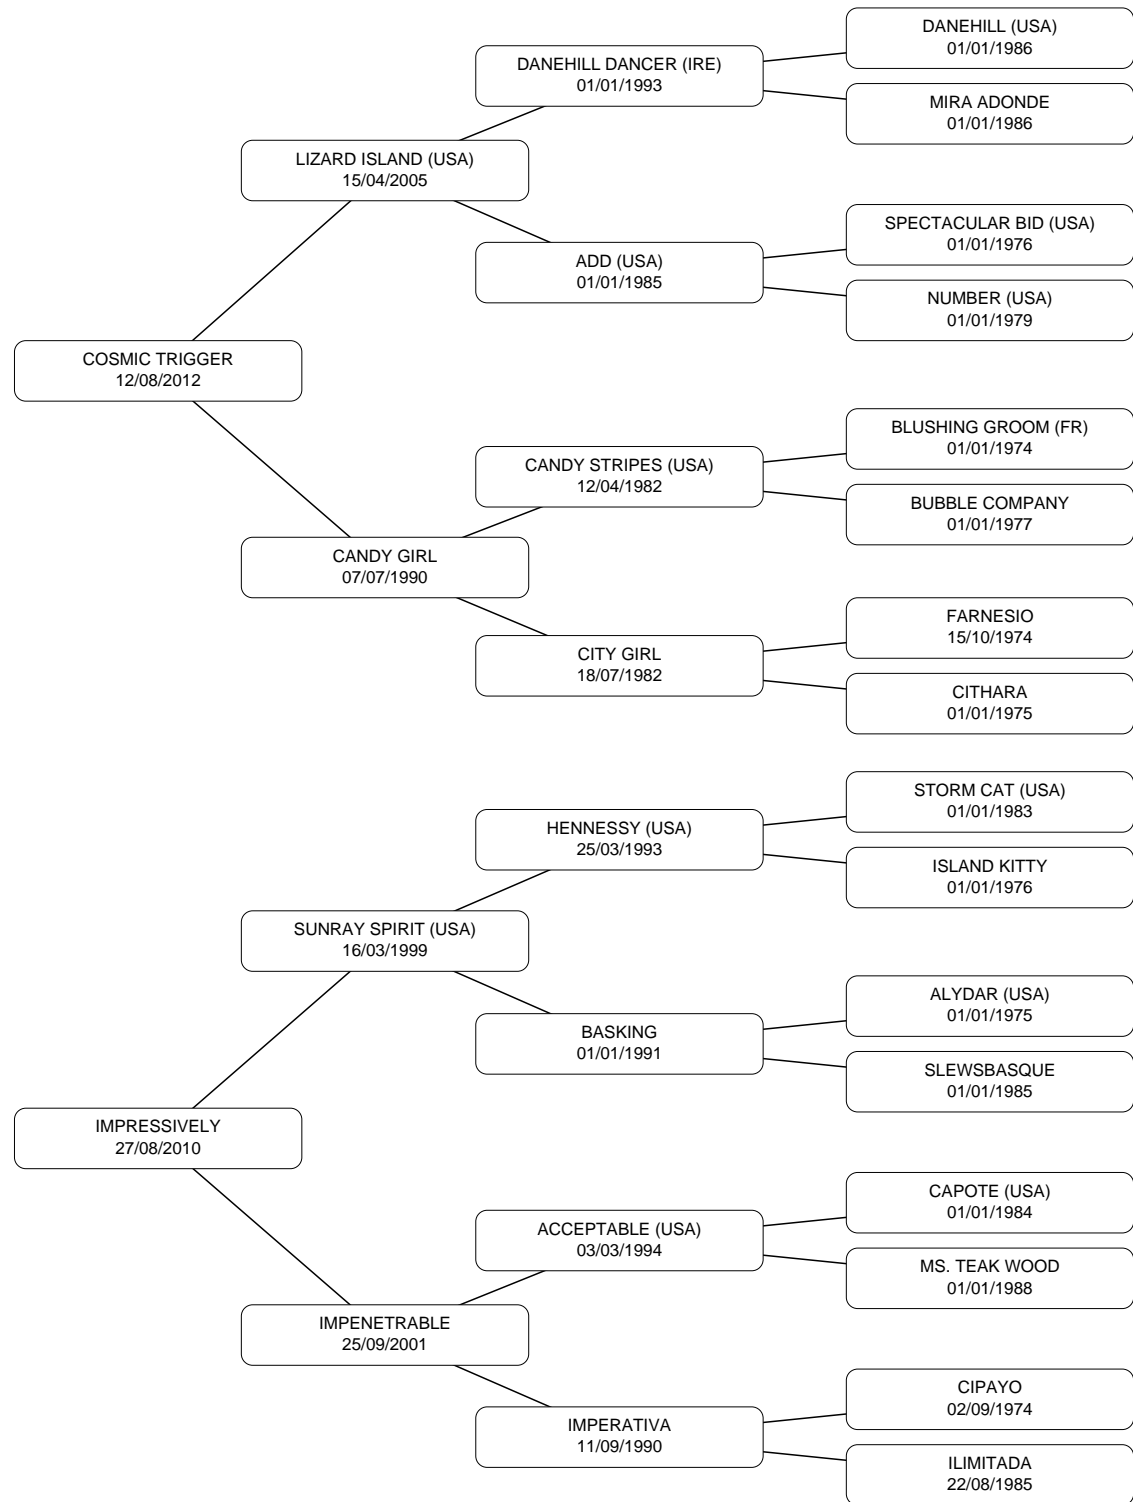 DANEHILL (USA)
01/01/1986
DANEHILL DANCER (IRE)
01/01/1993
MIRA ADONDE
01/01/1986
LIZARD ISLAND (USA)
15/04/2005
SPECTACULAR BID (USA)
01/01/1976
ADD (USA)
01/01/1985
NUMBER (USA)
01/01/1979
COSMIC TRIGGER
12/08/2012
BLUSHING GROOM (FR)
01/01/1974
CANDY STRIPES (USA)
12/04/1982
BUBBLE COMPANY
01/01/1977
CANDY GIRL
07/07/1990
FARNESIO
15/10/1974
CITY GIRL
18/07/1982
CITHARA
01/01/1975
STORM CAT (USA)
01/01/1983
HENNESSY (USA)
25/03/1993
ISLAND KITTY
01/01/1976
SUNRAY SPIRIT (USA)
16/03/1999
ALYDAR (USA)
01/01/1975
BASKING
01/01/1991
SLEWSBASQUE
01/01/1985
IMPRESSIVELY
27/08/2010
CAPOTE (USA)
01/01/1984
ACCEPTABLE (USA)
03/03/1994
MS. TEAK WOOD
01/01/1988
IMPENETRABLE
25/09/2001
CIPAYO
02/09/1974
IMPERATIVA
11/09/1990
ILIMITADA
22/08/1985